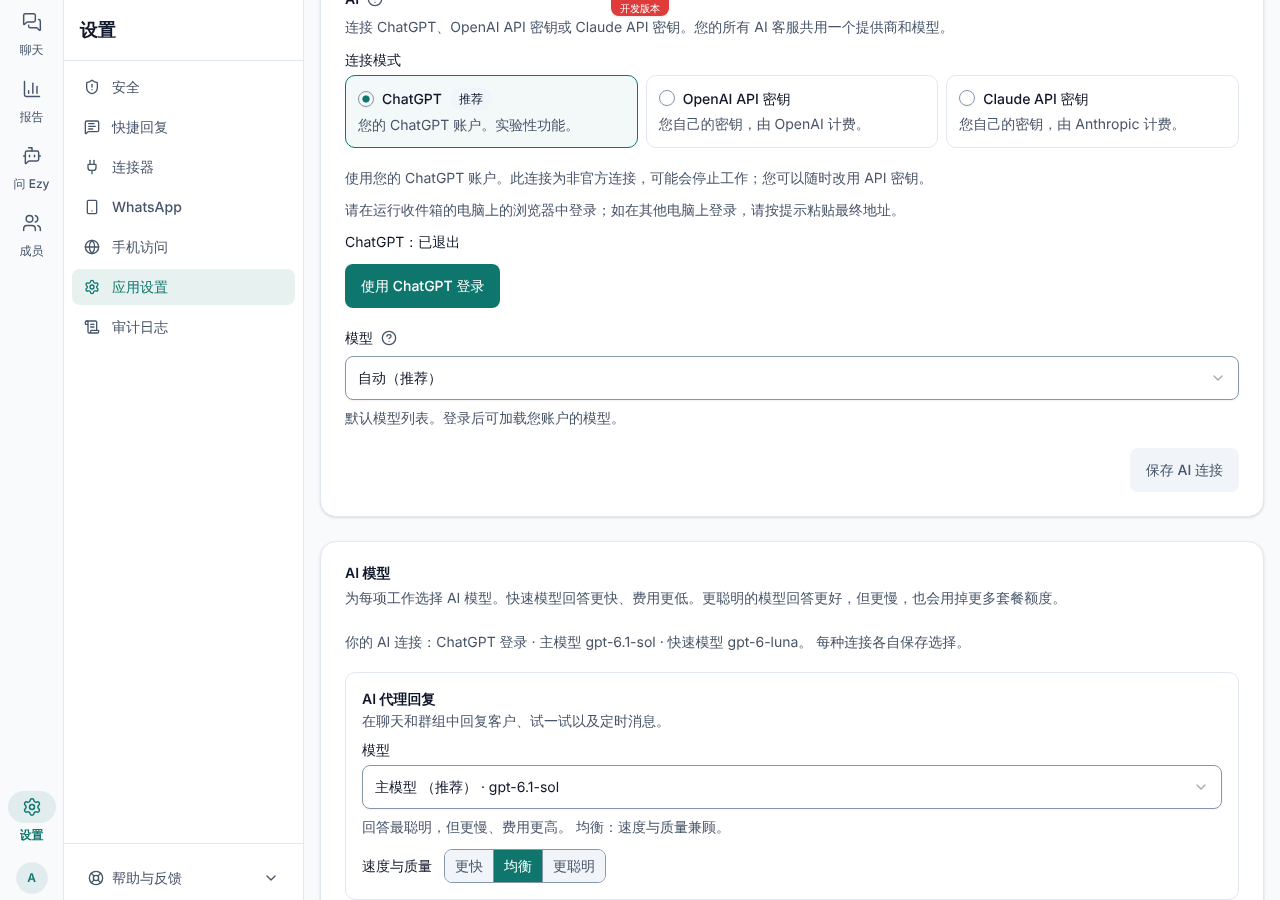 聊天
报告
问 Ezy
成员
设置
A
设置
安全
快捷回复
连接器
WhatsApp
手机访问
应用设置
审计日志
帮助与反馈
开发版本
连接 ChatGPT、OpenAI API 密钥或 Claude API 密钥。您的所有 AI 客服共用一个提供商和模型。
连接模式
ChatGPT 推荐
您的 ChatGPT 账户。实验性功能。
OpenAI API 密钥
您自己的密钥，由 OpenAI 计费。
Claude API 密钥
您自己的密钥，由 Anthropic 计费。
使用您的 ChatGPT 账户。此连接为非官方连接，可能会停止工作；您可以随时改用 API 密钥。
请在运行收件箱的电脑上的浏览器中登录；如在其他电脑上登录，请按提示粘贴最终地址。
ChatGPT：已退出
使用 ChatGPT 登录
模型
自动（推荐）
默认模型列表。登录后可加载您账户的模型。
保存 AI 连接
AI 模型
为每项工作选择 AI 模型。快速模型回答更快、费用更低。更聪明的模型回答更好，但更慢，也会用掉更多套餐额度。
你的 AI 连接：ChatGPT 登录 · 主模型 gpt-6.1-sol · 快速模型 gpt-6-luna。 每种连接各自保存选择。
AI 代理回复
在聊天和群组中回复客户、试一试以及定时消息。
模型
主模型 （推荐） · gpt-6.1-sol
回答最聪明，但更慢、费用更高。 均衡：速度与质量兼顾。
速度与质量 更快 均衡 更聪明